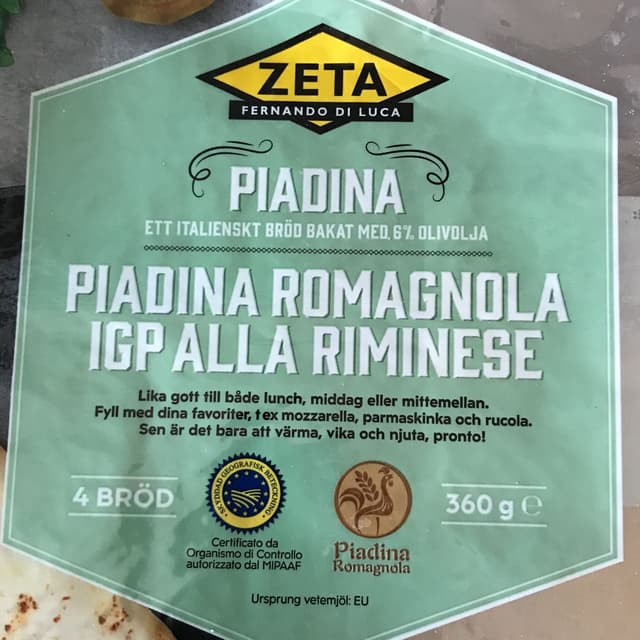 ZETA
FERNANDO DI LUCA
PIADINA
ETT ITALIENSKT BRÖD BAKAT MED 6% OLIVOLJA
PIADINA ROMAGNOLA
IGP ALLA RIMINESE
Lika gott till både lunch, middag eller mittemellan.
Fyll med dina favoriter, t ex mozzarella, parmaskinka och rucola.
Sen är det bara att värma, vika och njuta, pronto!
4 BRÖD
SKYDDAD GEOGRAFISK BETECKNING
360 g ℮
Certificato da
Organismo di Controllo
autorizzato dal MIPAAF
Piadina
Romagnola
Ursprung vetemjöl: EU